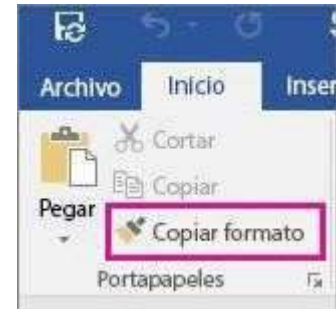 Archivo Inicio Inser
Cortar
Copiar
Pegar
Copiar formato
Portapapeles